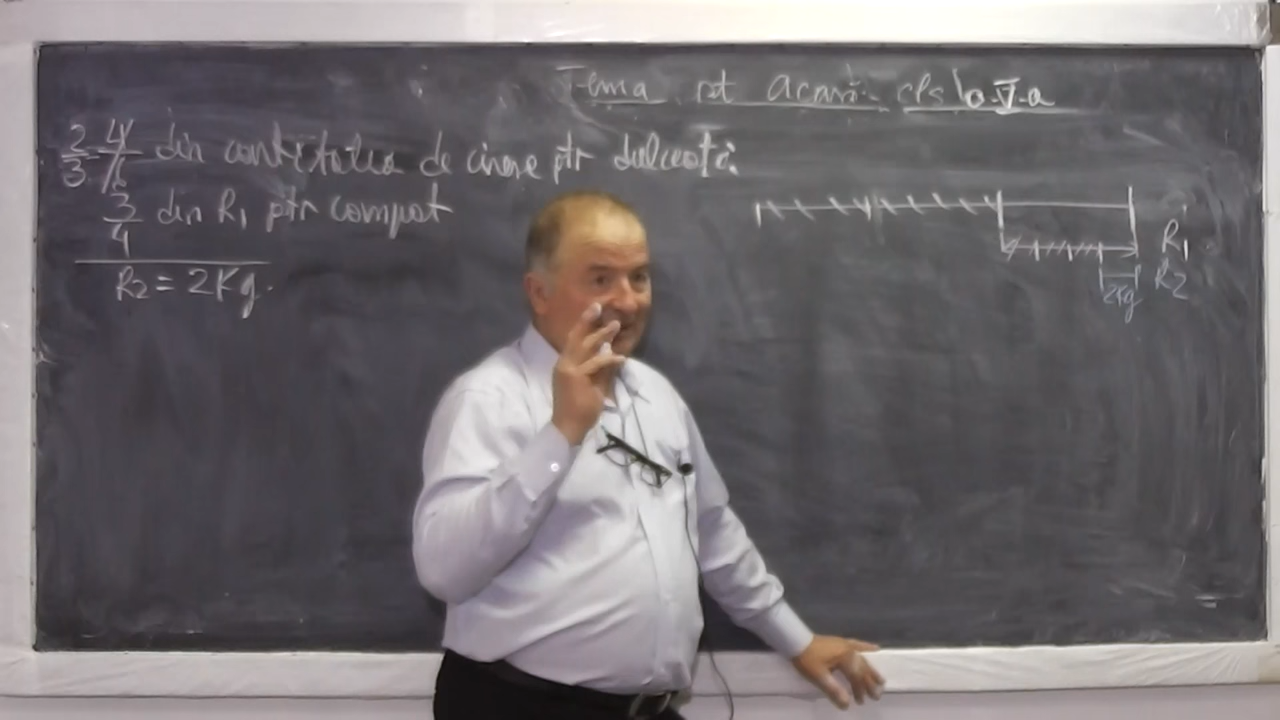 Tema pt acasă cls a V-a
2/3 = 4/6 din cantitatea de cireșe ptr dulceață.
3/4 din R₁ ptr compot
R₂ = 2Kg.
R₁
R₂
2Kg